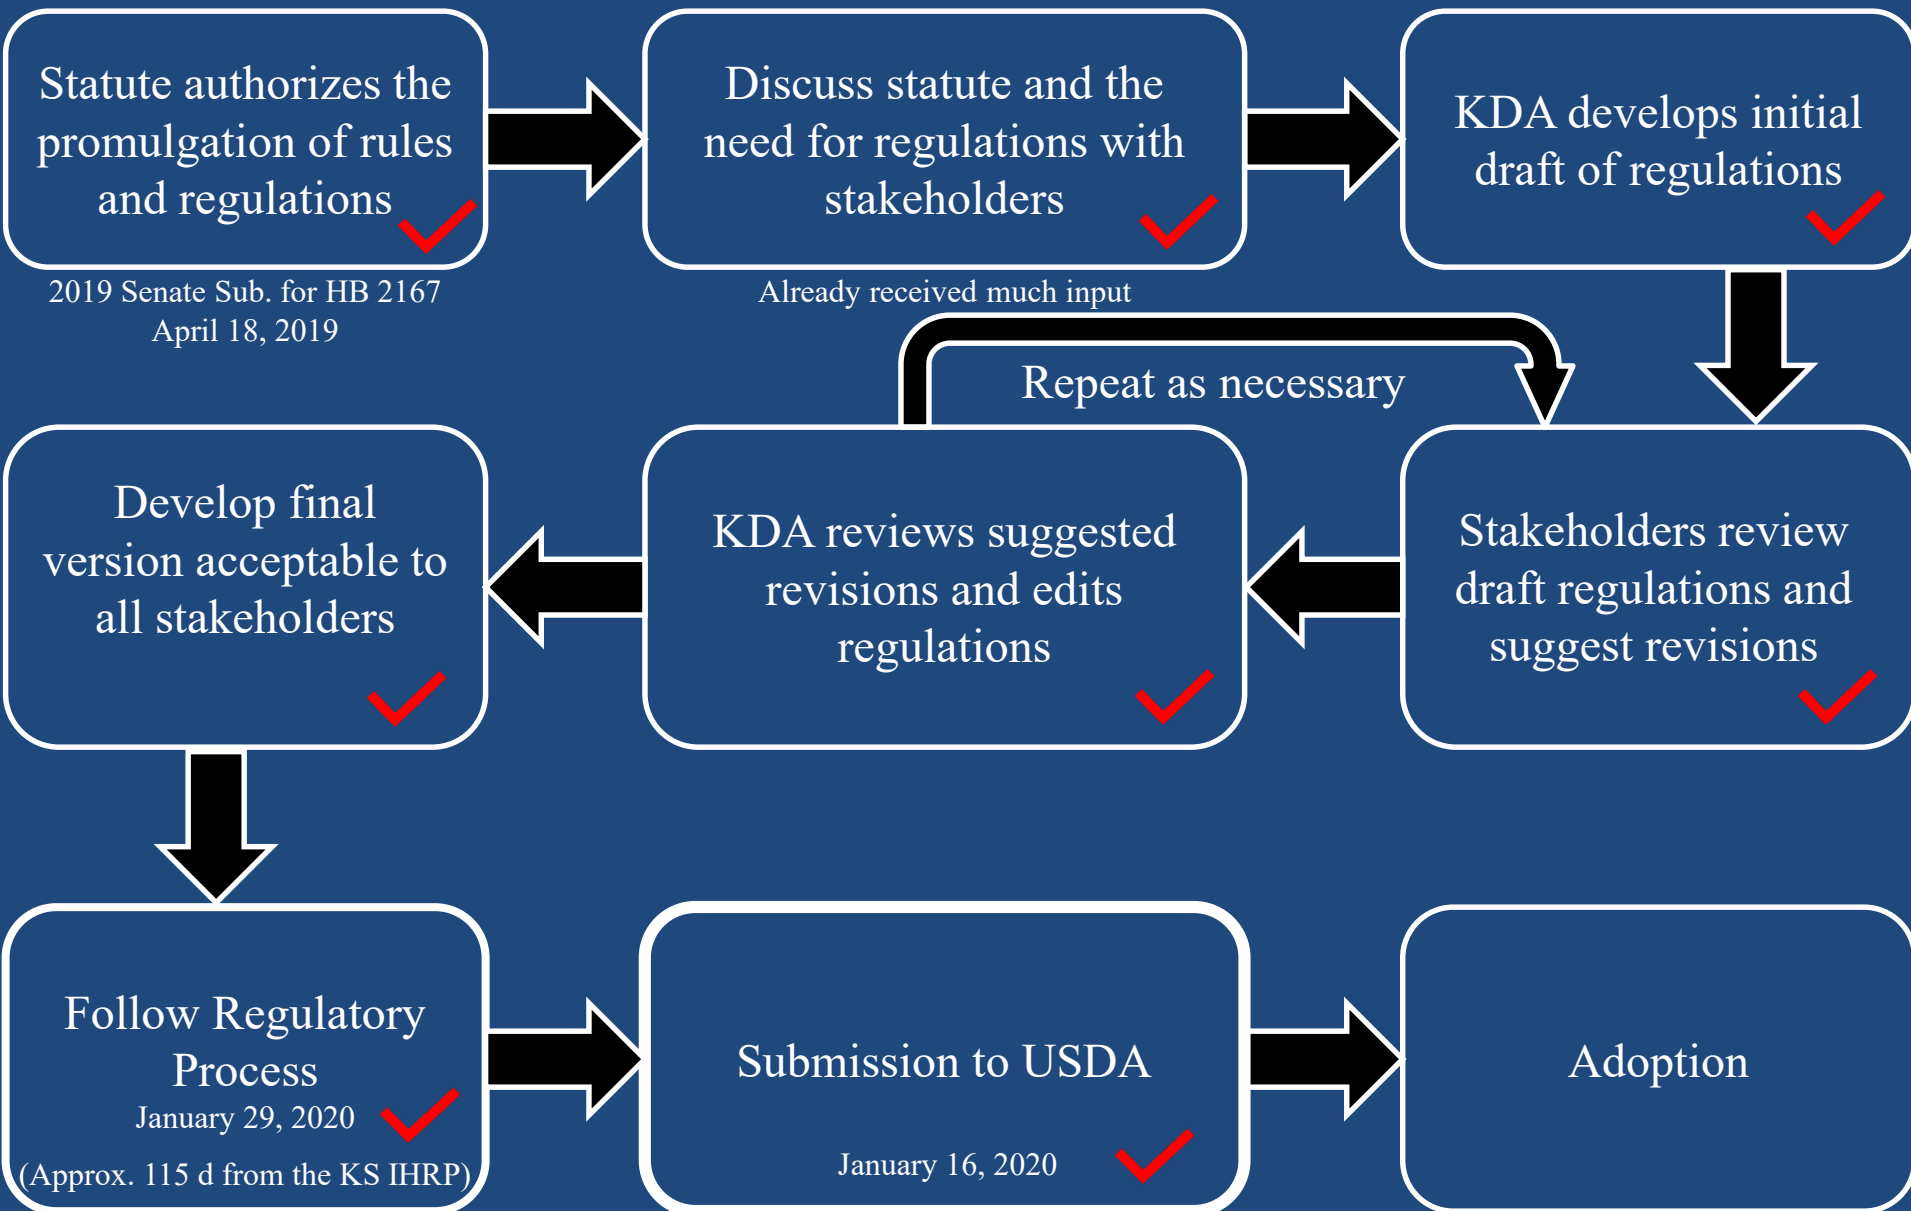 Statute authorizes the
promulgation of rules
and regulations
2019 Senate Sub. for HB 2167
April 18, 2019
Discuss statute and the
need for regulations with
stakeholders
Already received much input
KDA develops initial
draft of regulations
Repeat as necessary
Stakeholders review
draft regulations and
suggest revisions
KDA reviews suggested
revisions and edits
regulations
Develop final
version acceptable to
all stakeholders
Follow Regulatory
Process
January 29, 2020
(Approx. 115 d from the KS IHRP)
Submission to USDA
January 16, 2020
Adoption